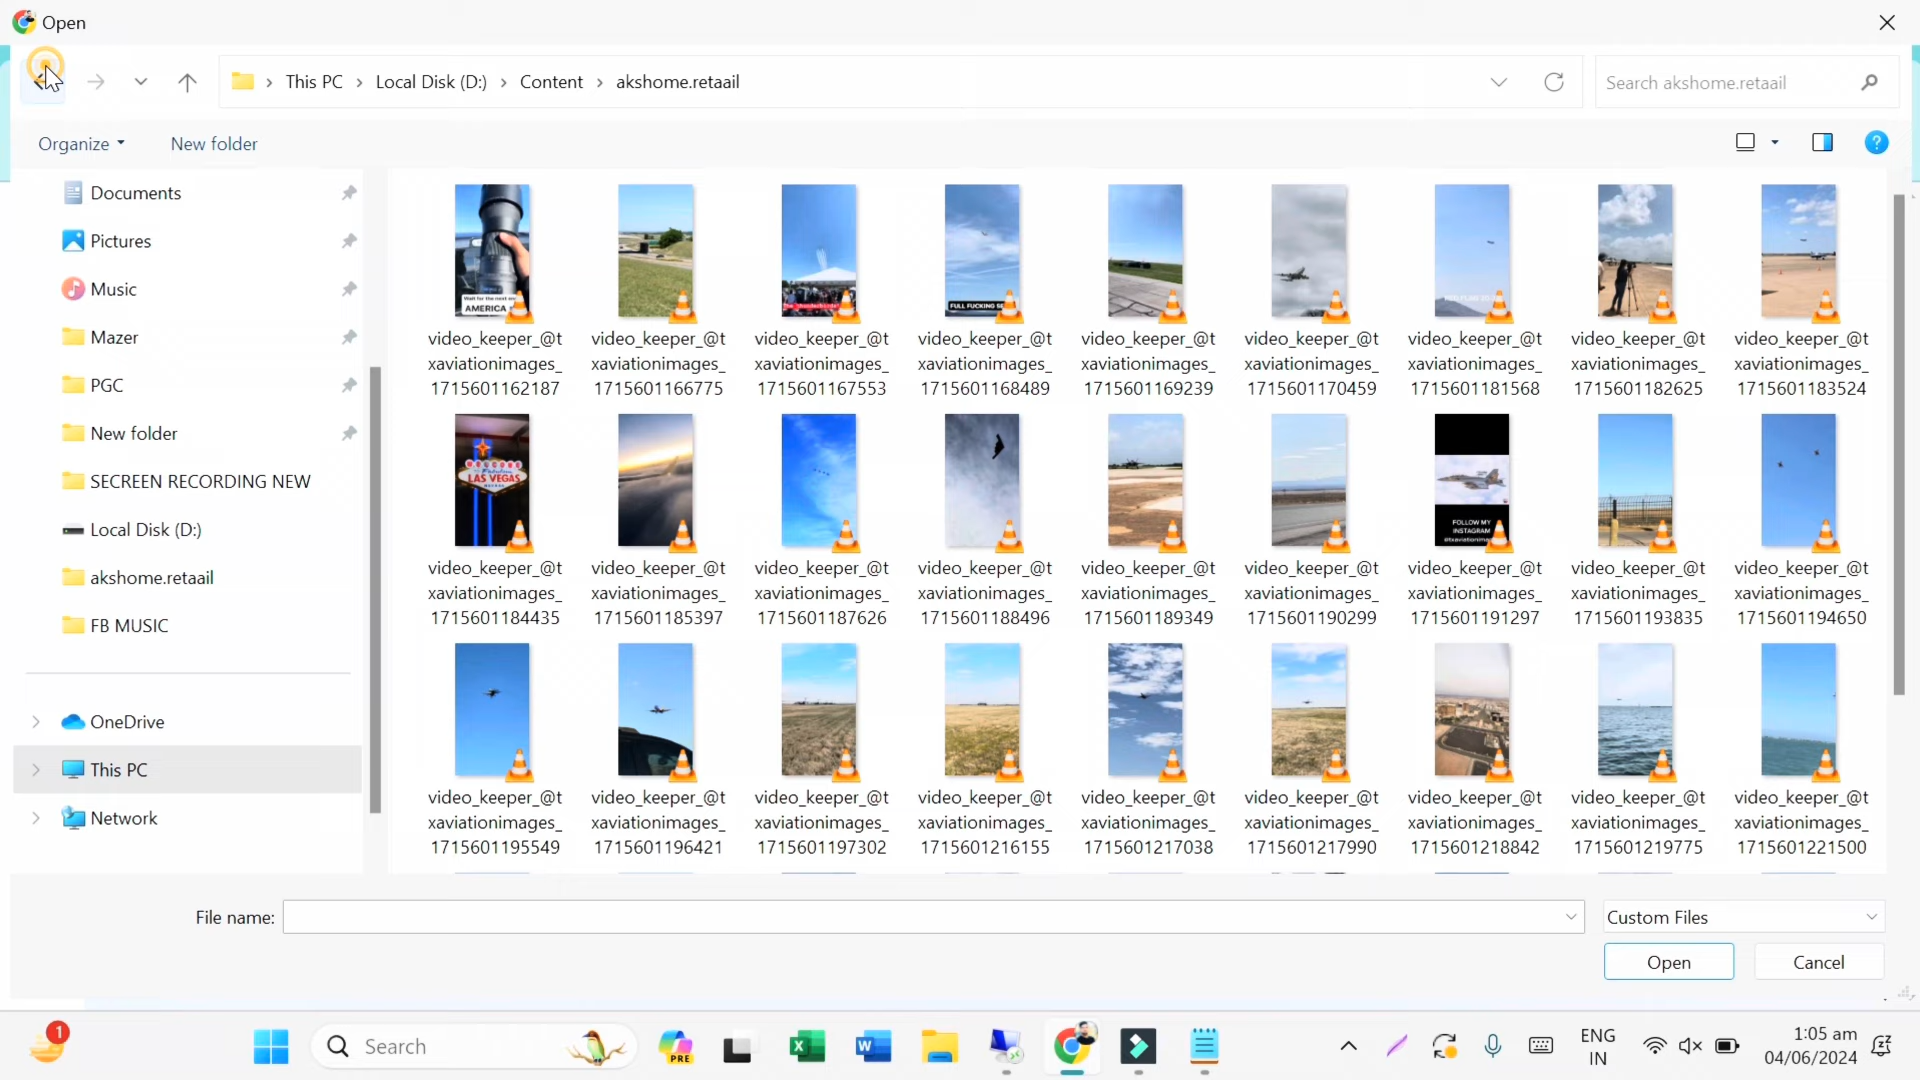 Open
This PC > Local Disk (D:) > Content > akshome.retaail
Search akshome.retaail
Organize
New folder
Documents
Pictures
Music
Mazer
PGC
New folder
SECREEN RECORDING NEW
Local Disk (D:)
akshome.retaail
FB MUSIC
OneDrive
This PC
Network
AMERICA
FULL FUCKING
video_keeper_@t video_keeper_@t video_keeper_@t video_keeper_@t video_keeper_@t video_keeper_@t video_keeper_@t video_keeper_@t video_keeper_@t
xaviationimages_ xaviationimages_ xaviationimages_ xaviationimages_ xaviationimages_ xaviationimages_ xaviationimages_ xaviationimages_ xaviationimages_
1715601162187 1715601166775 1715601167553 1715601168489 1715601169239 1715601170459 1715601181568 1715601182625 1715601183524
WELCOME
LAS VEGAS
FOLLOW MY
INSTAGRAM
video_keeper_@t video_keeper_@t video_keeper_@t video_keeper_@t video_keeper_@t video_keeper_@t video_keeper_@t video_keeper_@t video_keeper_@t
xaviationimages_ xaviationimages_ xaviationimages_ xaviationimages_ xaviationimages_ xaviationimages_ xaviationimages_ xaviationimages_ xaviationimages_
1715601184435 1715601185397 1715601187626 1715601188496 1715601189349 1715601190299 1715601191297 1715601193835 1715601194650
video_keeper_@t video_keeper_@t video_keeper_@t video_keeper_@t video_keeper_@t video_keeper_@t video_keeper_@t video_keeper_@t video_keeper_@t
xaviationimages_ xaviationimages_ xaviationimages_ xaviationimages_ xaviationimages_ xaviationimages_ xaviationimages_ xaviationimages_ xaviationimages_
1715601195549 1715601196421 1715601197302 1715601216155 1715601217038 1715601217990 1715601218842 1715601219775 1715601221500
File name:
Custom Files
Open
Cancel
1
Search
PRE
ENG
IN
1:05 am
04/06/2024